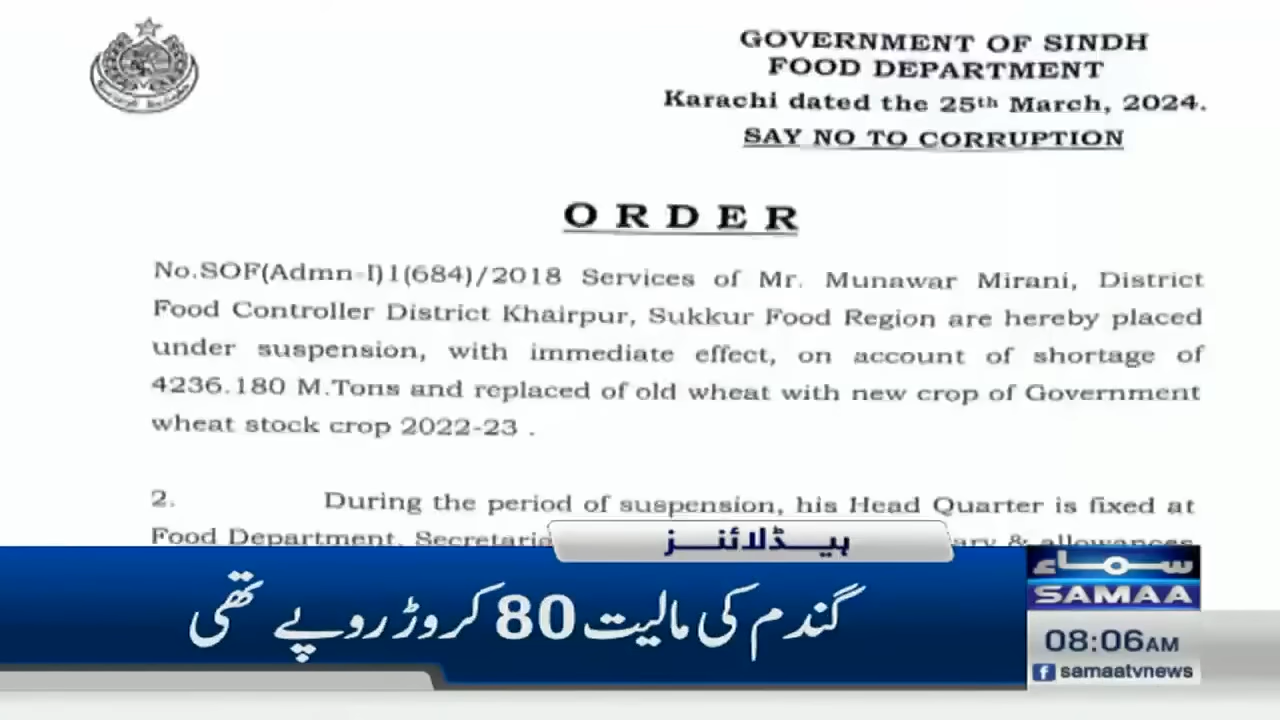 GOVERNMENT OF SINDH
FOOD DEPARTMENT
Karachi dated the 25th March, 2024.
SAY NO TO CORRUPTION
ORDER
No.SOF(Admn-I)1(684)/2018 Services of Mr. Munawar Mirani, District
Food Controller District Khairpur, Sukkur Food Region are hereby placed
under suspension, with immediate effect, on account of shortage of
4236.180 M.Tons and replaced of old wheat with new crop of Government
wheat stock crop 2022-23 .
2. During the period of suspension, his Head Quarter is fixed at
Food Department, & allowances
ہیڈلائنز
گندم کی مالیت 80 کروڑ روپے تھی
سماء
SAMAA
08:06AM
samaatvnews